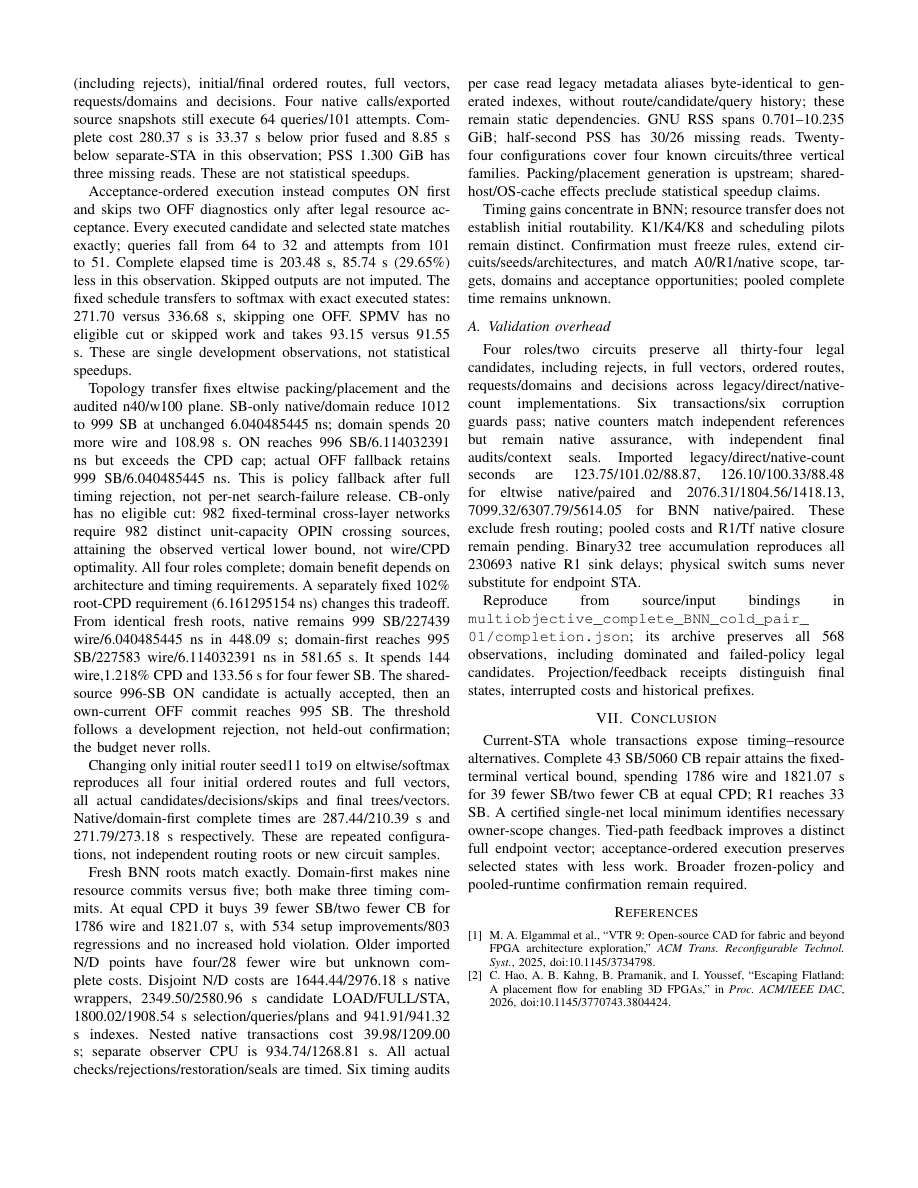 (including rejects), initial/final ordered routes, full vectors,
requests/domains and decisions. Four native calls/exported
source snapshots still execute 64 queries/101 attempts. Com-
plete cost 280.37 s is 33.37 s below prior fused and 8.85 s
below separate-STA in this observation; PSS 1.300 GiB has
three missing reads. These are not statistical speedups.
Acceptance-ordered execution instead computes ON first
and skips two OFF diagnostics only after legal resource ac-
ceptance. Every executed candidate and selected state matches
exactly; queries fall from 64 to 32 and attempts from 101
to 51. Complete elapsed time is 203.48 s, 85.74 s (29.65%)
less in this observation. Skipped outputs are not imputed. The
fixed schedule transfers to softmax with exact executed states:
271.70 versus 336.68 s, skipping one OFF. SPMV has no
eligible cut or skipped work and takes 93.15 versus 91.55
s. These are single development observations, not statistical
speedups.
Topology transfer fixes eltwise packing/placement and the
audited n40/w100 plane. SB-only native/domain reduce 1012
to 999 SB at unchanged 6.040485445 ns; domain spends 20
more wire and 108.98 s. ON reaches 996 SB/6.114032391
ns but exceeds the CPD cap; actual OFF fallback retains
999 SB/6.040485445 ns. This is policy fallback after full
timing rejection, not per-net search-failure release. CB-only
has no eligible cut: 982 fixed-terminal cross-layer networks
require 982 distinct unit-capacity OPIN crossing sources,
attaining the observed vertical lower bound, not wire/CPD
optimality. All four roles complete; domain benefit depends on
architecture and timing requirements. A separately fixed 102%
root-CPD requirement (6.161295154 ns) changes this tradeoff.
From identical fresh roots, native remains 999 SB/227439
wire/6.040485445 ns in 448.09 s; domain-first reaches 995
SB/227583 wire/6.114032391 ns in 581.65 s. It spends 144
wire,1.218% CPD and 133.56 s for four fewer SB. The shared-
source 996-SB ON candidate is actually accepted, then an
own-current OFF commit reaches 995 SB. The threshold
follows a development rejection, not held-out confirmation;
the budget never rolls.
Changing only initial router seed11 to19 on eltwise/softmax
reproduces all four initial ordered routes and full vectors,
all actual candidates/decisions/skips and final trees/vectors.
Native/domain-first complete times are 287.44/210.39 s and
271.79/273.18 s respectively. These are repeated configura-
tions, not independent routing roots or new circuit samples.
Fresh BNN roots match exactly. Domain-first makes nine
resource commits versus five; both make three timing com-
mits. At equal CPD it buys 39 fewer SB/two fewer CB for
1786 wire and 1821.07 s, with 534 setup improvements/803
regressions and no increased hold violation. Older imported
N/D points have four/28 fewer wire but unknown com-
plete costs. Disjoint N/D costs are 1644.44/2976.18 s native
wrappers, 2349.50/2580.96 s candidate LOAD/FULL/STA,
1800.02/1908.54 s selection/queries/plans and 941.91/941.32
s indexes. Nested native transactions cost 39.98/1209.00
s; separate observer CPU is 934.74/1268.81 s. All actual
checks/rejections/restoration/seals are timed. Six timing audits
per case read legacy metadata aliases byte-identical to gen-
erated indexes, without route/candidate/query history; these
remain static dependencies. GNU RSS spans 0.701–10.235
GiB; half-second PSS has 30/26 missing reads. Twenty-
four configurations cover four known circuits/three vertical
families. Packing/placement generation is upstream; shared-
host/OS-cache effects preclude statistical speedup claims.
Timing gains concentrate in BNN; resource transfer does not
establish initial routability. K1/K4/K8 and scheduling pilots
remain distinct. Confirmation must freeze rules, extend cir-
cuits/seeds/architectures, and match A0/R1/native scope, tar-
gets, domains and acceptance opportunities; pooled complete
time remains unknown.
A. Validation overhead
Four roles/two circuits preserve all thirty-four legal
candidates, including rejects, in full vectors, ordered routes,
requests/domains and decisions across legacy/direct/native-
count implementations. Six transactions/six corruption
guards pass; native counters match independent references
but remain native assurance, with independent final
audits/context seals. Imported legacy/direct/native-count
seconds are 123.75/101.02/88.87, 126.10/100.33/88.48
for eltwise native/paired and 2076.31/1804.56/1418.13,
7099.32/6307.79/5614.05 for BNN native/paired. These
exclude fresh routing; pooled costs and R1/Tf native closure
remain pending. Binary32 tree accumulation reproduces all
230693 native R1 sink delays; physical switch sums never
substitute for endpoint STA.
Reproduce from source/input bindings in
multiobjective_complete_BNN_cold_pair_
01/completion.json; its archive preserves all 568
observations, including dominated and failed-policy legal
candidates. Projection/feedback receipts distinguish final
states, interrupted costs and historical prefixes.
VII. CONCLUSION
Current-STA whole transactions expose timing–resource
alternatives. Complete 43 SB/5060 CB repair attains the fixed-
terminal vertical bound, spending 1786 wire and 1821.07 s
for 39 fewer SB/two fewer CB at equal CPD; R1 reaches 33
SB. A certified single-net local minimum identifies necessary
owner-scope changes. Tied-path feedback improves a distinct
full endpoint vector; acceptance-ordered execution preserves
selected states with less work. Broader frozen-policy and
pooled-runtime confirmation remain required.
REFERENCES
[1] M. A. Elgammal et al., “VTR 9: Open-source CAD for fabric and beyond
FPGA architecture exploration,” ACM Trans. Reconfigurable Technol.
Syst., 2025, doi:10.1145/3734798.
[2] C. Hao, A. B. Kahng, B. Pramanik, and I. Youssef, “Escaping Flatland:
A placement flow for enabling 3D FPGAs,” in Proc. ACM/IEEE DAC,
2026, doi:10.1145/3770743.3804424.